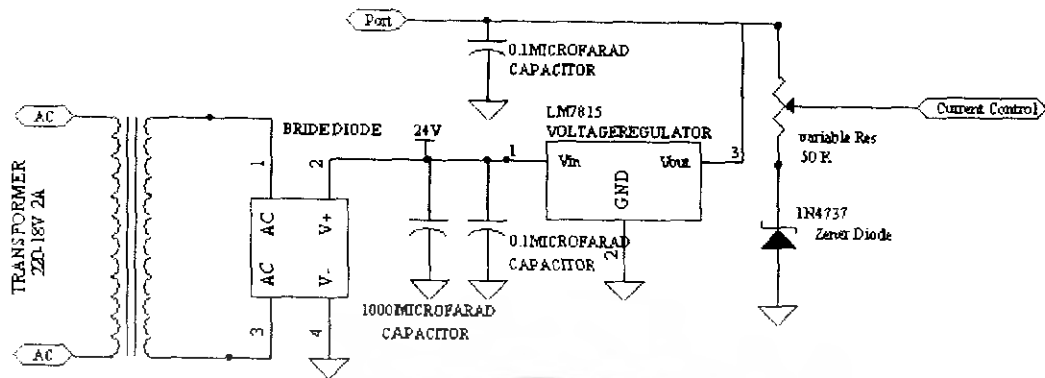 Port
0.1MICROFARAD
CAPACITOR
AC
BRIDEDIODE
24V
LM7815
VOLTAGEREGULATOR
Current Control
1
2
1
Vin
Vout
3
variable Res
50 K
TRANSFORMER
220-18V 2A
AC
V+
GND
1N4737
Zener Diode
AC
V-
2
0.1MICROFARAD
CAPACITOR
3
4
1000MICROFARAD
CAPACITOR
AC